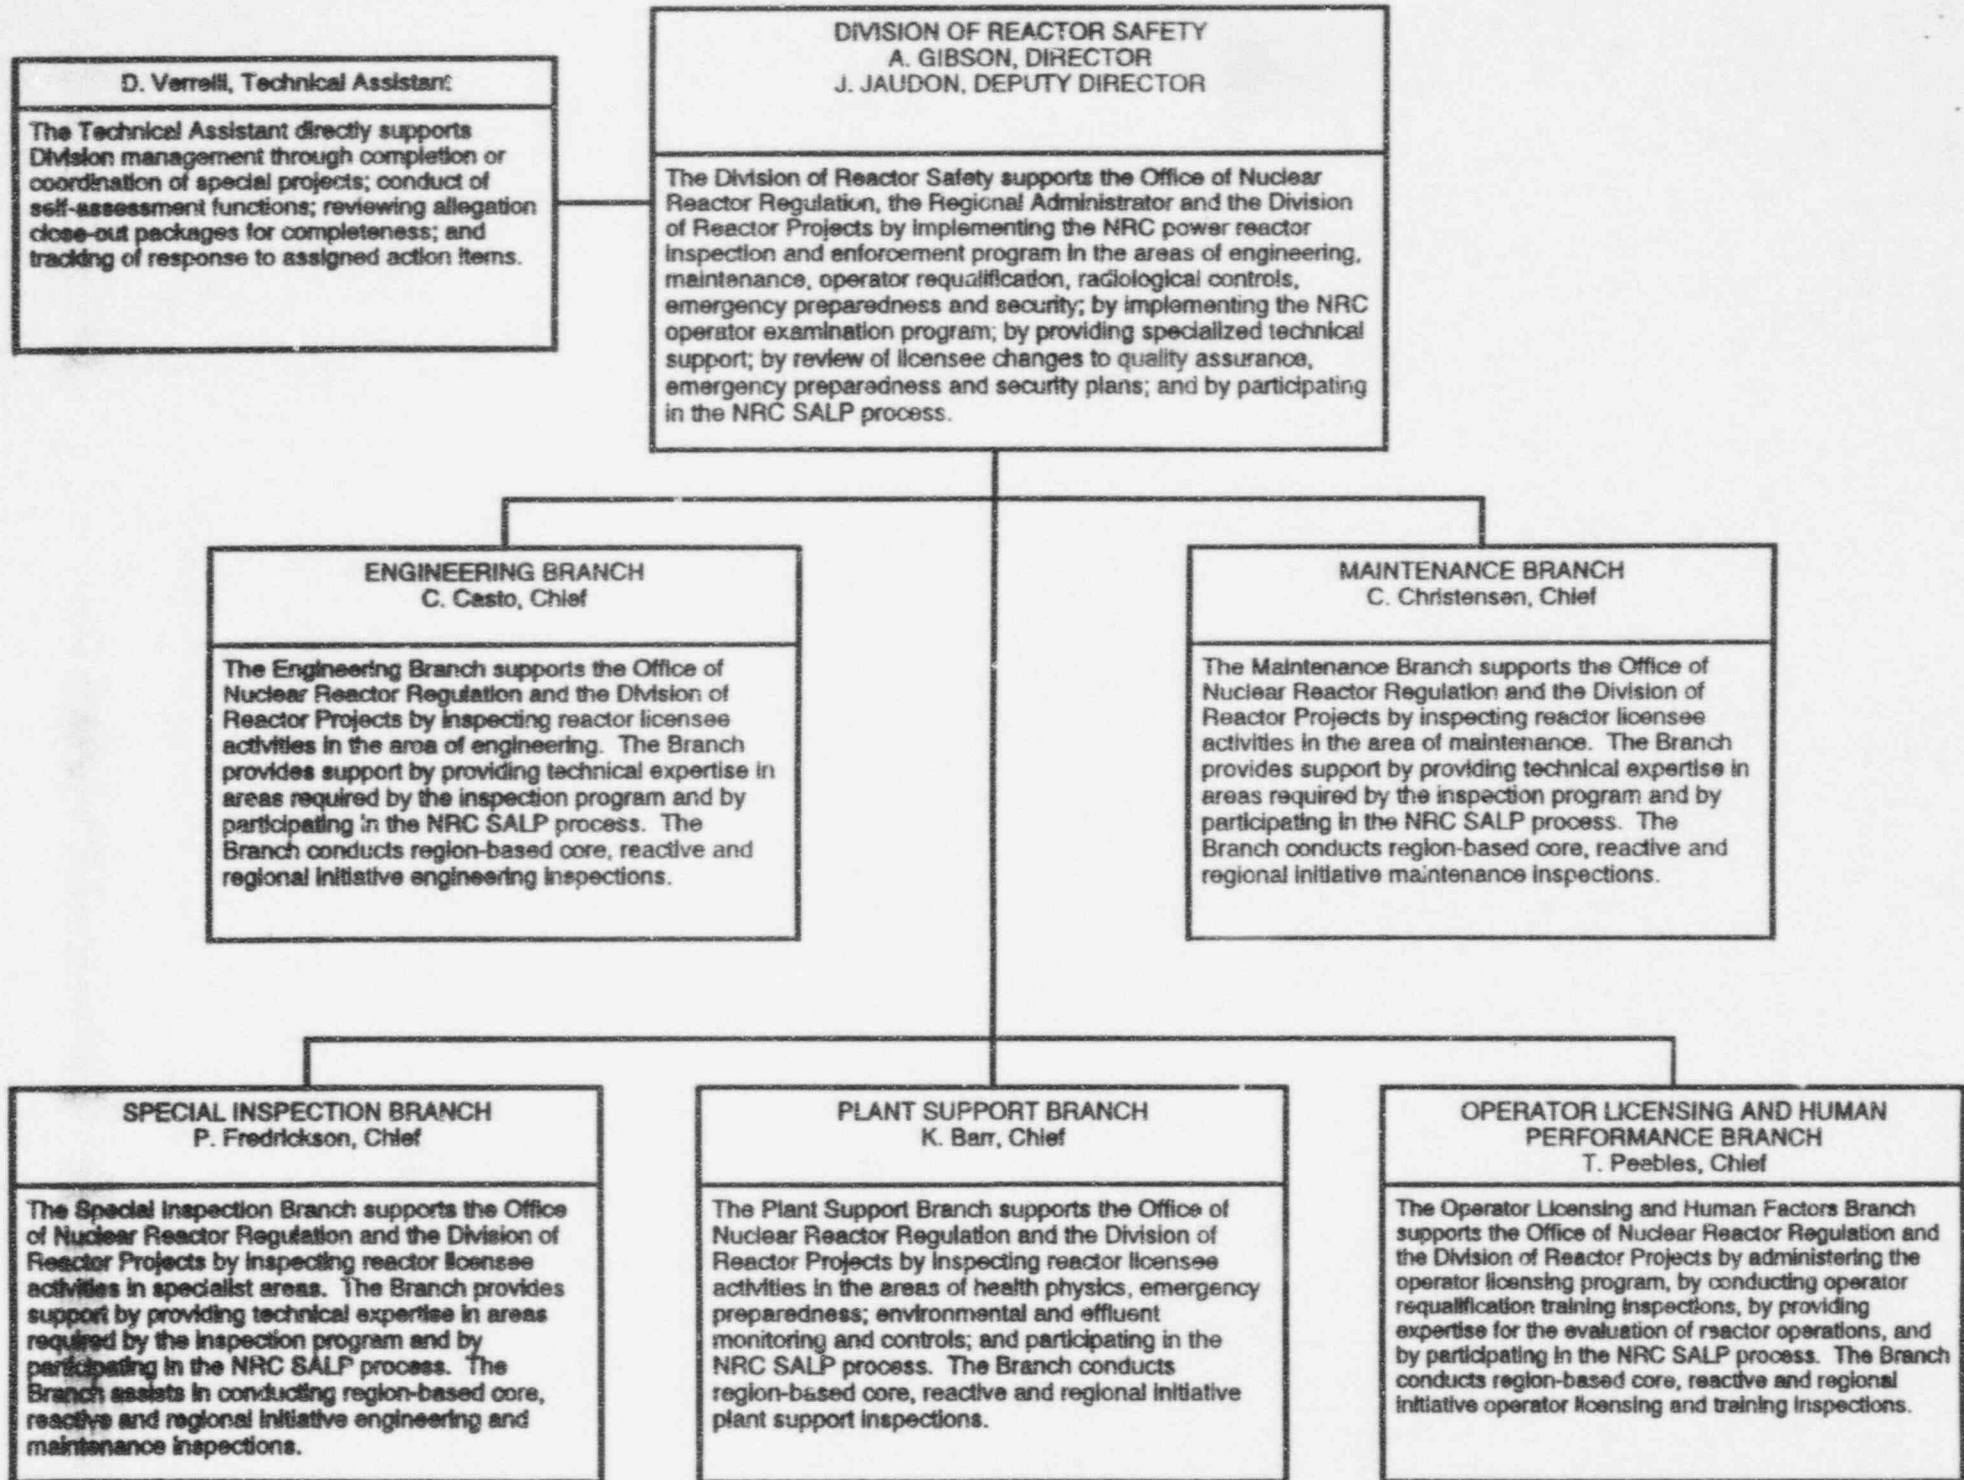 DIVISION OF REACTOR SAFETY
A. GIBSON, DIRECTOR
J. JAUDON, DEPUTY DIRECTOR
The Division of Reactor Safety supports the Office of Nuclear
Reactor Regulation, the Regional Administrator and the Division
of Reactor Projects by implementing the NRC power reactor
inspection and enforcement program in the areas of engineering,
maintenance, operator requalification, radiological controls,
emergency preparedness and security; by implementing the NRC
operator examination program; by providing specialized technical
support; by review of licensee changes to quality assurance,
emergency preparedness and security plans; and by participating
in the NRC SALP process.
D. Verrelli, Technical Assistant
The Technical Assistant directly supports
Division management through completion or
coordination of special projects; conduct of
self-assessment functions; reviewing allegation
close-out packages for completeness; and
tracking of response to assigned action items.
ENGINEERING BRANCH
C. Casto, Chief
The Engineering Branch supports the Office of
Nuclear Reactor Regulation and the Division of
Reactor Projects by inspecting reactor licensee
activities in the area of engineering. The Branch
provides support by providing technical expertise in
areas required by the inspection program and by
participating in the NRC SALP process. The
Branch conducts region-based core, reactive and
regional initiative engineering inspections.
MAINTENANCE BRANCH
C. Christensen, Chief
The Maintenance Branch supports the Office of
Nuclear Reactor Regulation and the Division of
Reactor Projects by inspecting reactor licensee
activities in the area of maintenance. The Branch
provides support by providing technical expertise in
areas required by the inspection program and by
participating in the NRC SALP process. The
Branch conducts region-based core, reactive and
regional initiative maintenance inspections.
SPECIAL INSPECTION BRANCH
P. Fredrickson, Chief
The Special Inspection Branch supports the Office
of Nuclear Reactor Regulation and the Division of
Reactor Projects by inspecting reactor licensee
activities in specialist areas. The Branch provides
support by providing technical expertise in areas
required by the inspection program and by
participating in the NRC SALP process. The
Branch assists in conducting region-based core,
reactive and regional initiative engineering and
maintenance inspections.
PLANT SUPPORT BRANCH
K. Barr, Chief
The Plant Support Branch supports the Office of
Nuclear Reactor Regulation and the Division of
Reactor Projects by inspecting reactor licensee
activities in the areas of health physics, emergency
preparedness; environmental and effluent
monitoring and controls; and participating in the
NRC SALP process. The Branch conducts
region-based core, reactive and regional initiative
plant support inspections.
OPERATOR LICENSING AND HUMAN
PERFORMANCE BRANCH
T. Peebles, Chief
The Operator Licensing and Human Factors Branch
supports the Office of Nuclear Reactor Regulation and
the Division of Reactor Projects by administering the
operator licensing program, by conducting operator
requalification training inspections, by providing
expertise for the evaluation of reactor operations, and
by participating in the NRC SALP process. The Branch
conducts region-based core, reactive and regional
initiative operator licensing and training inspections.